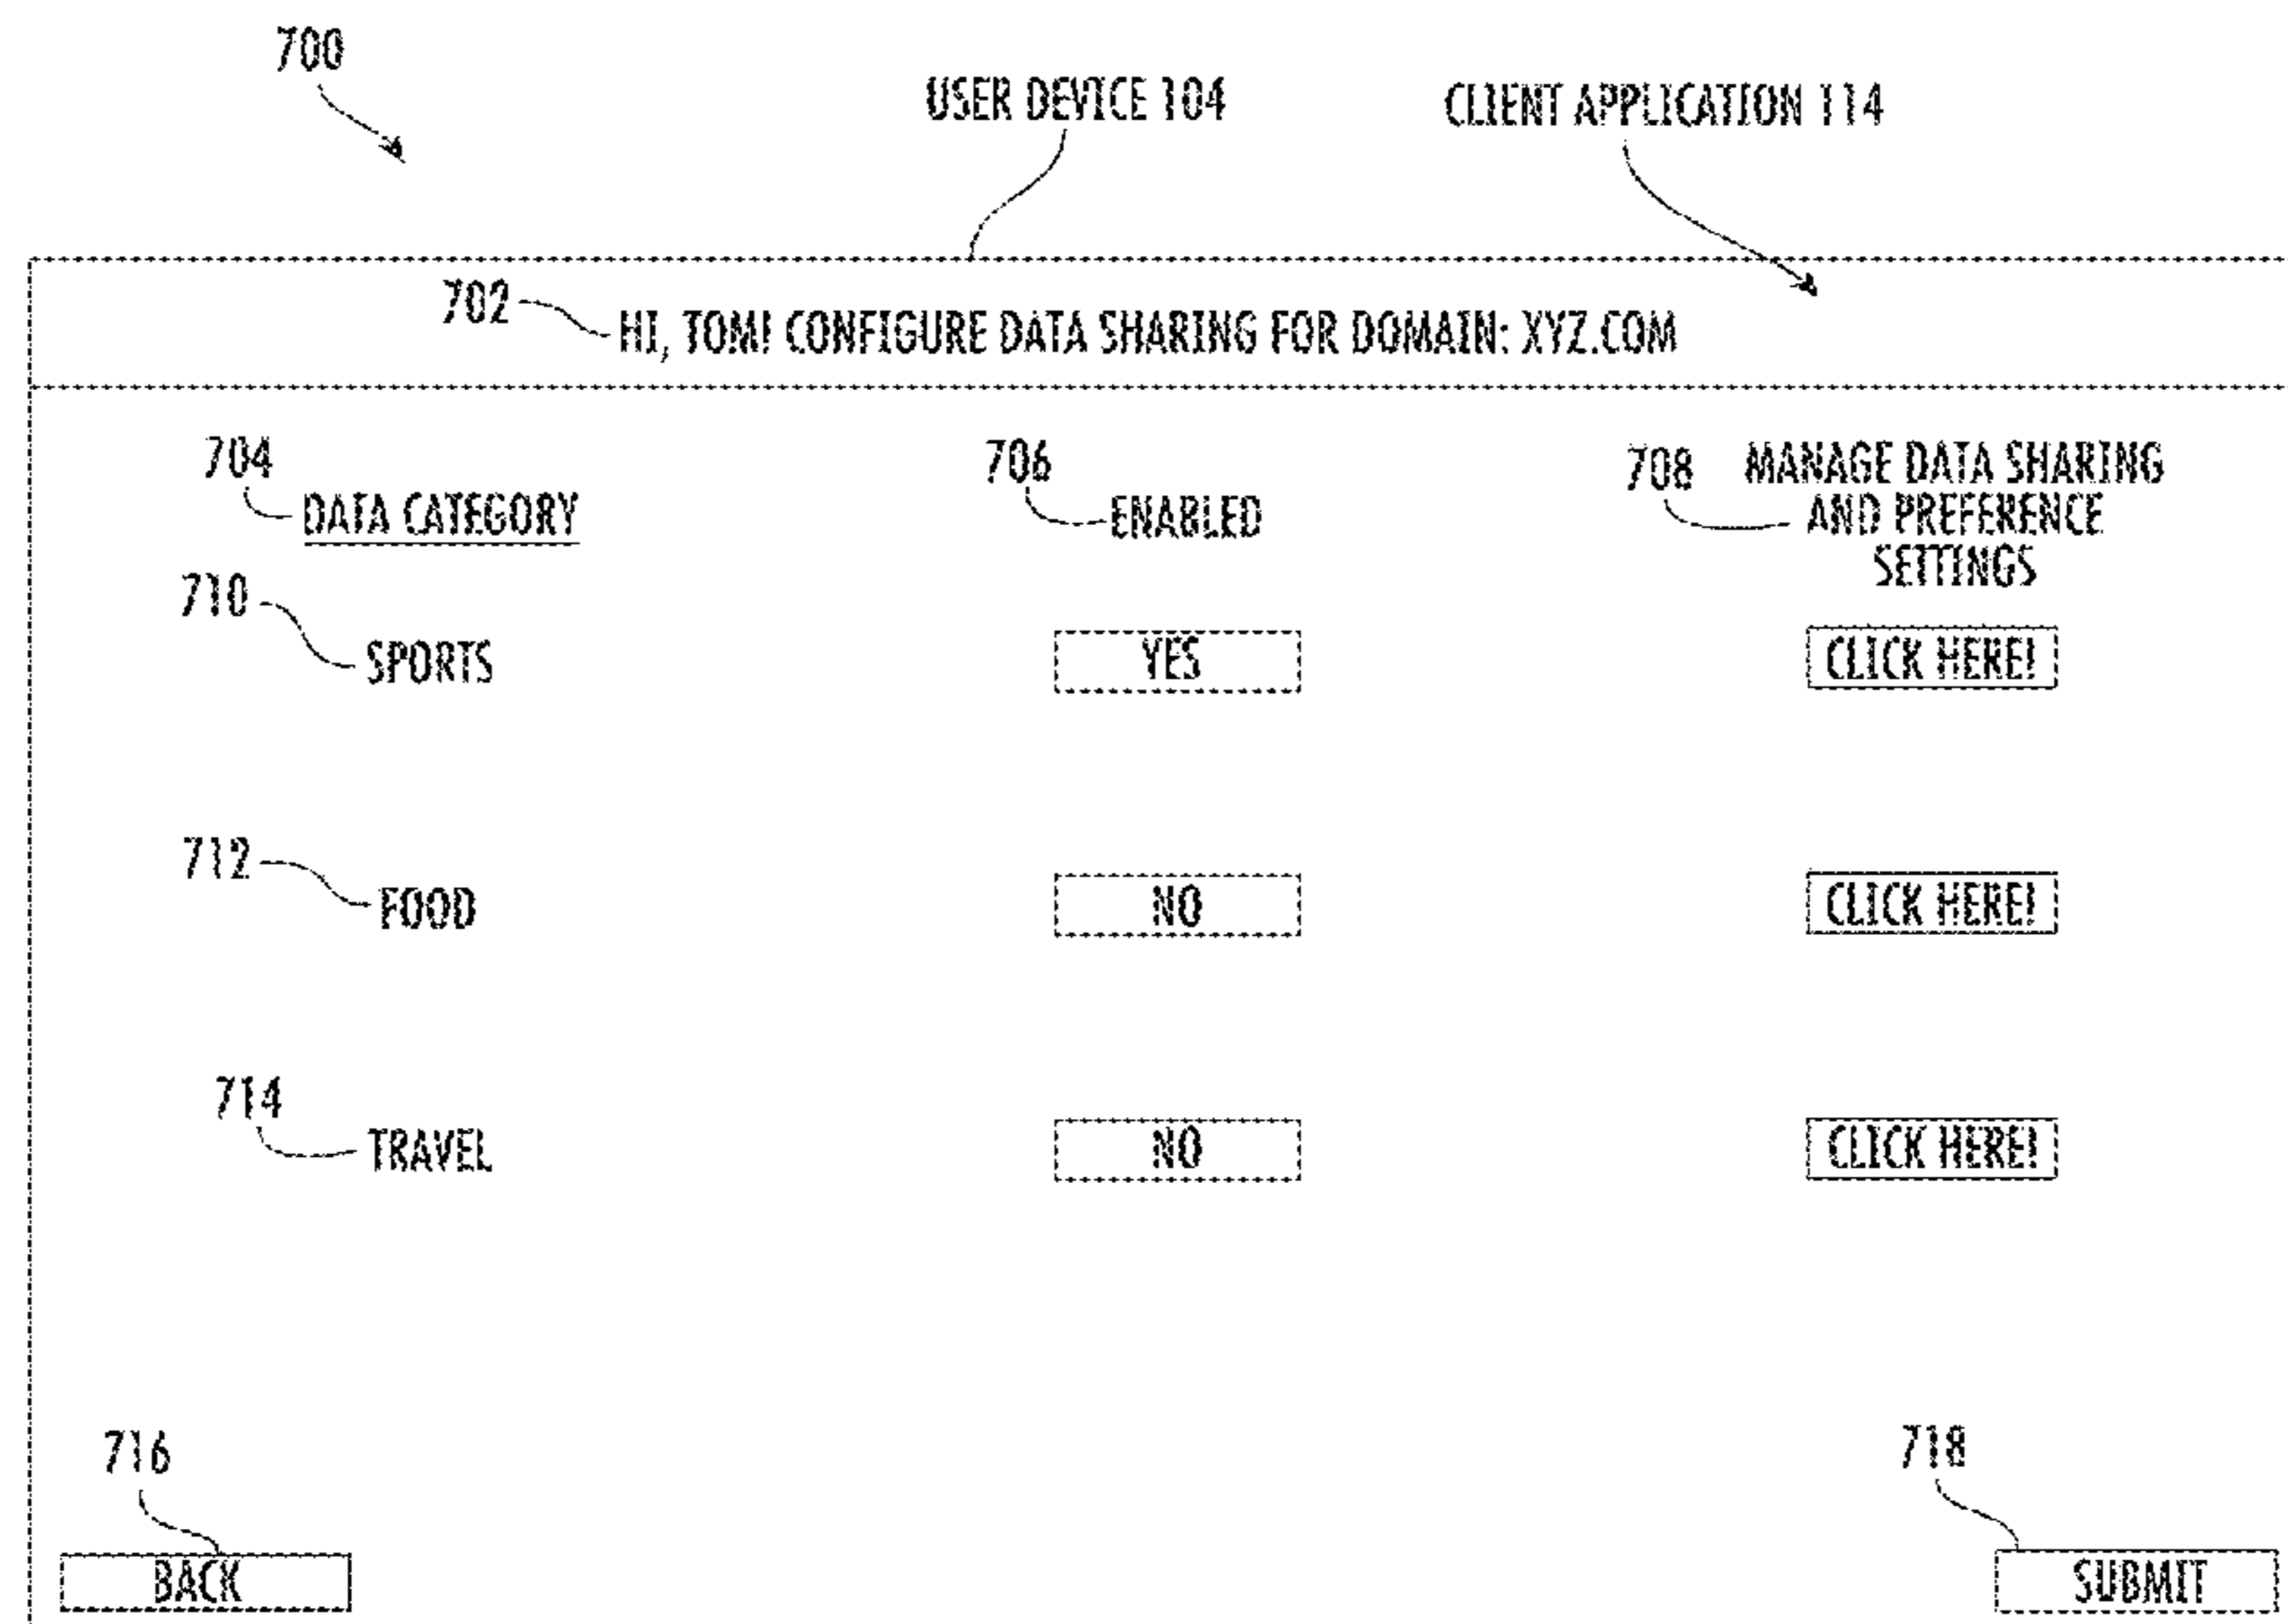 700
USER DEVICE 104
CLIENT APPLICATION 114
702
HI, TOM! CONFIGURE DATA SHARING FOR DOMAIN: XYZ.COM
704
DATA CATEGORY
706
ENABLED
708
MANAGE DATA SHARING
AND PREFERENCE
SETTINGS
710
SPORTS
YES
CLICK HERE!
712
FOOD
NO
CLICK HERE!
714
TRAVEL
NO
CLICK HERE!
716
BACK
718
SUBMIT